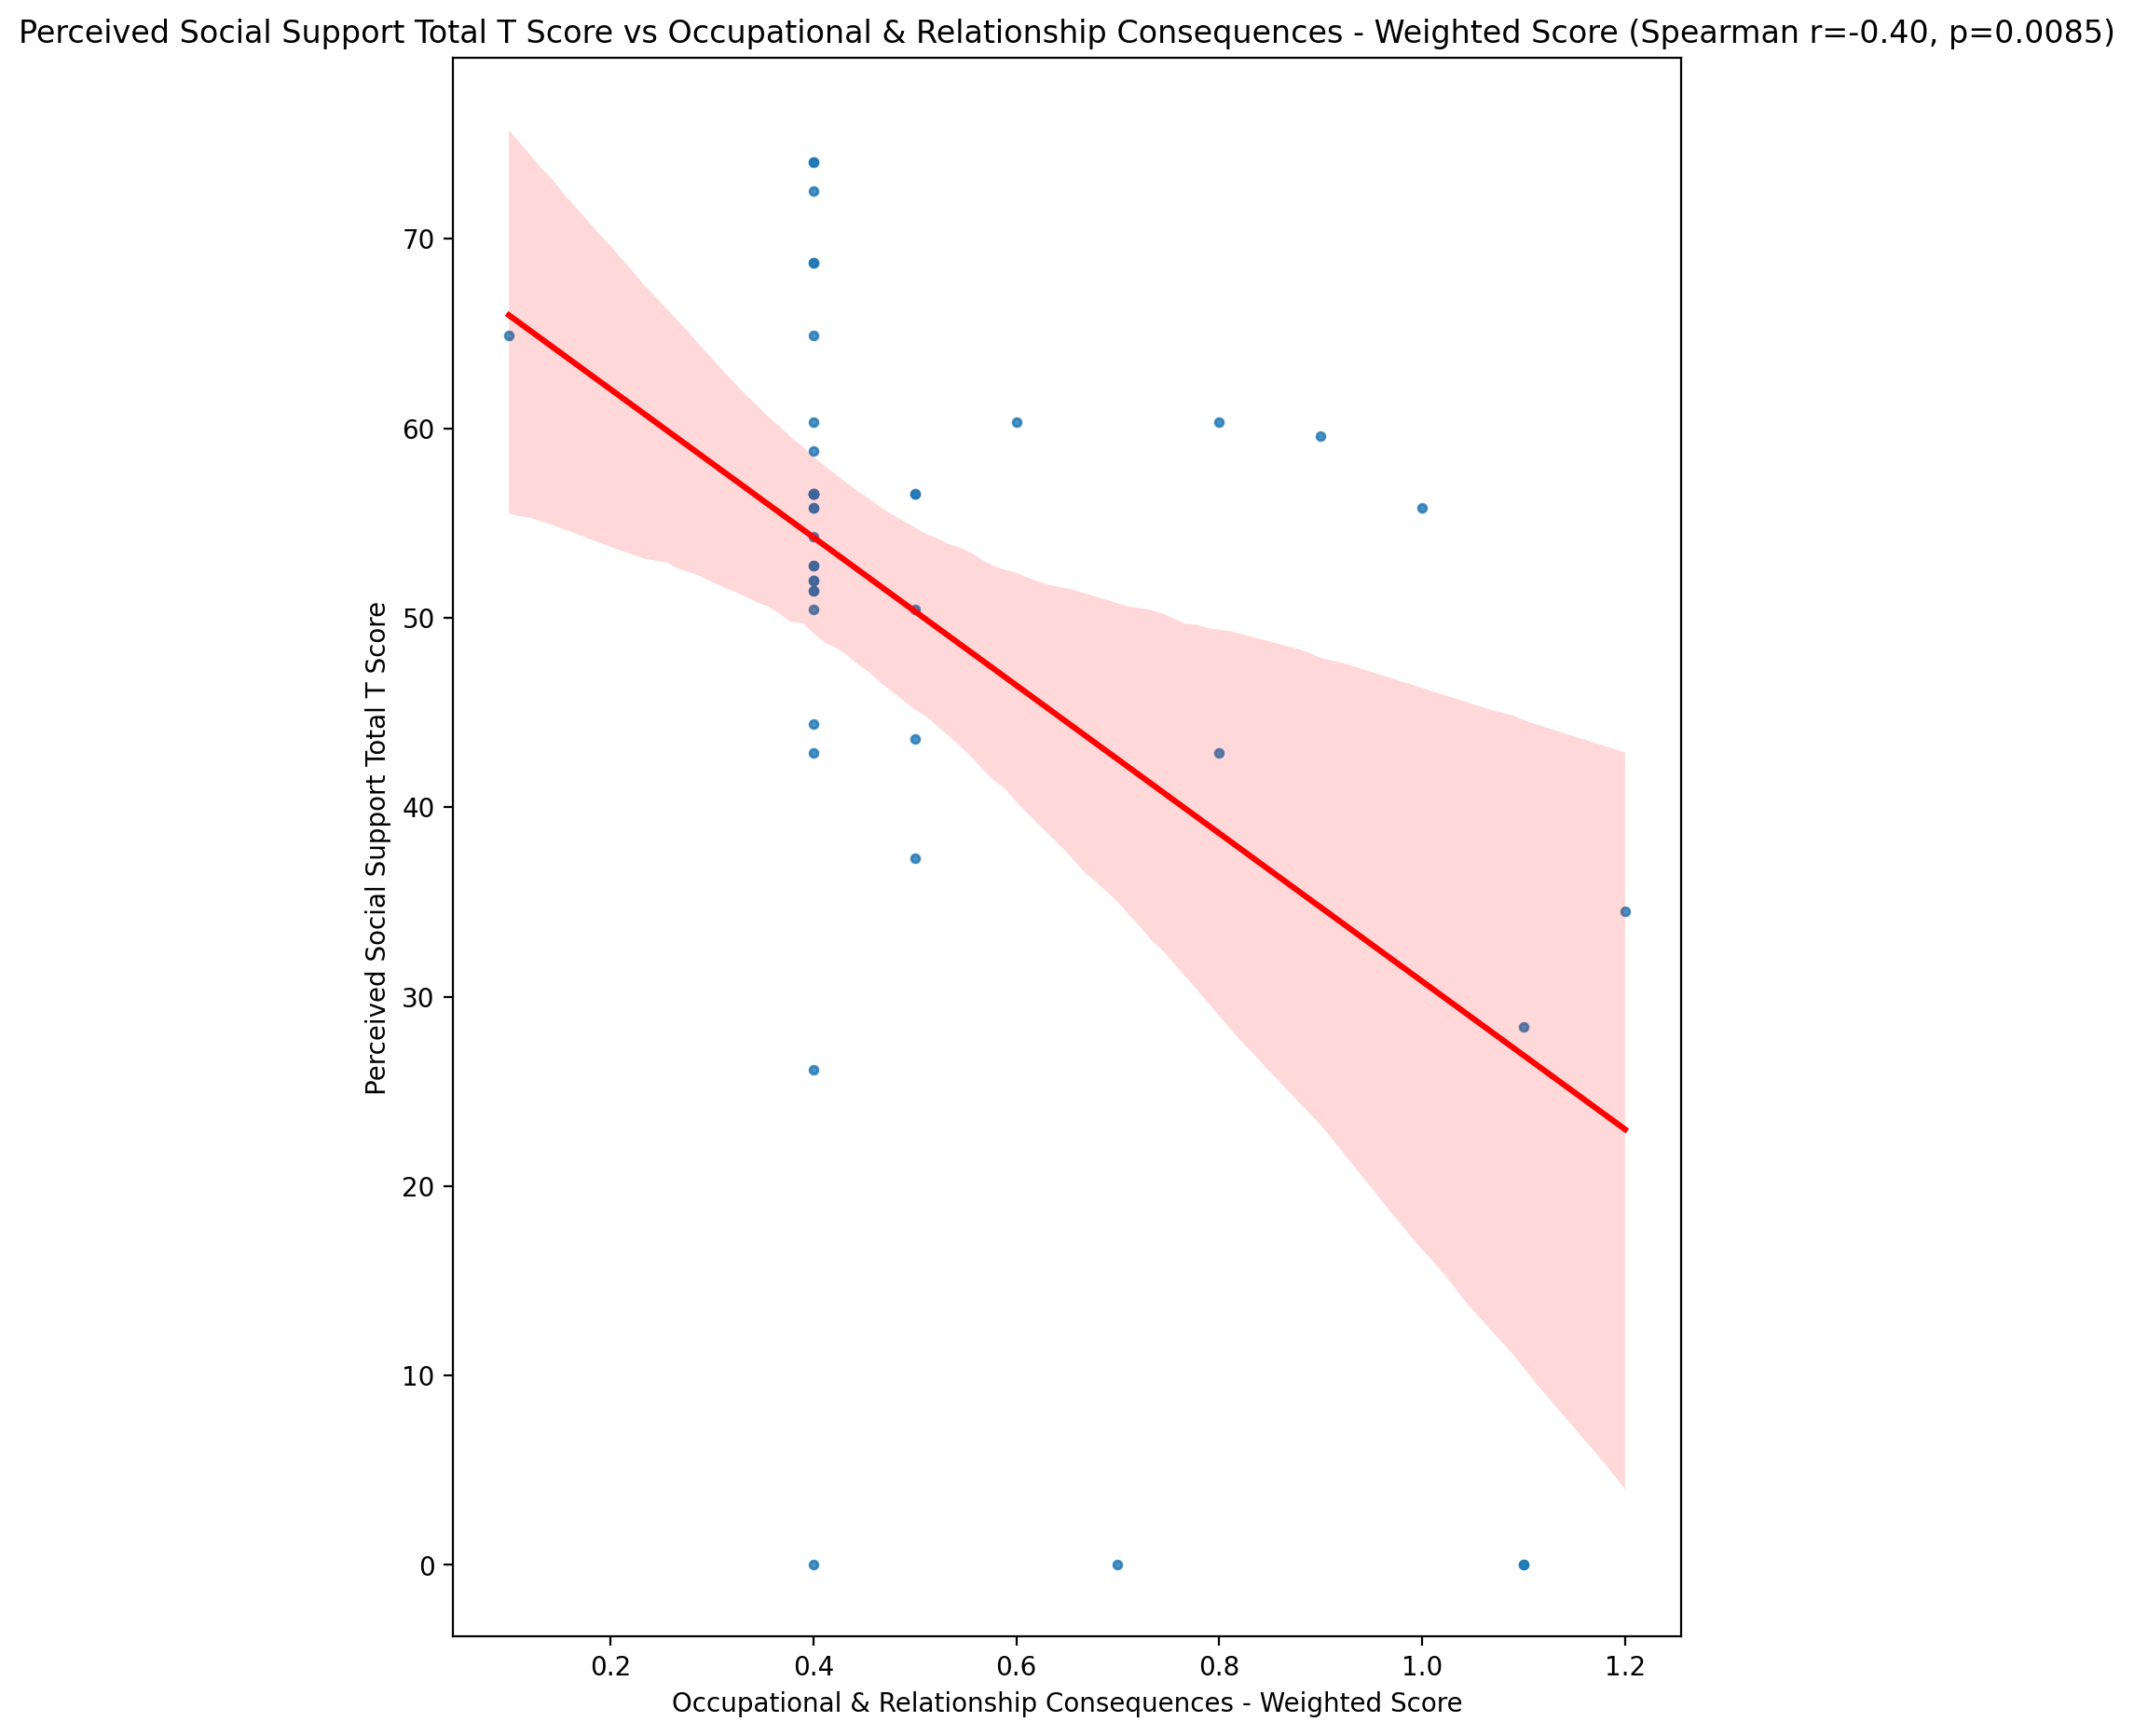 Perceived Social Support Total T Score vs Occupational & Relationship Consequences - Weighted Score (Spearman r=-0.40, p=0.0085)
Perceived Social Support Total T Score
70
60
50
40
30
20
10
0
0.2 0.4 0.6 0.8 1.0 1.2
Occupational & Relationship Consequences - Weighted Score